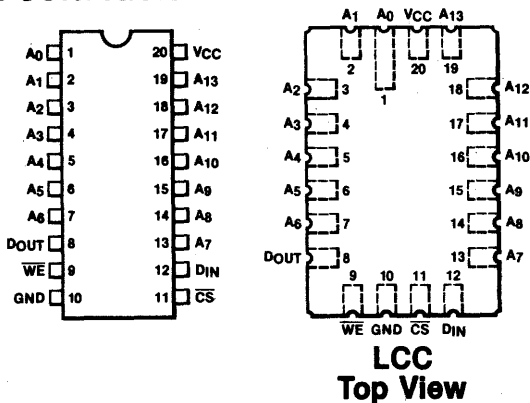 A0 1 20 VCC
A1 2 19 A13
A2 3 18 A12
A3 4 17 A11
A4 5 16 A10
A5 6 15 A9
A6 7 14 A8
DOUT 8 13 A7
WE 9 12 DIN
GND 10 11 CS
A1 A0 VCC A13
2 1 20 19
A2 3 18 A12
A3 4 17 A11
A4 5 16 A10
A5 6 15 A9
A6 7 14 A8
DOUT 8 13 A7
9 10 11 12
WE GND CS DIN
LCC
Top View